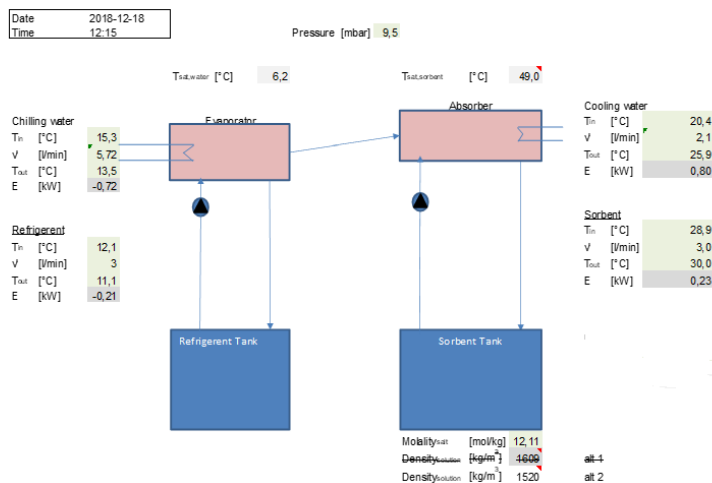 Date 2018-12-18
Time 12:15
Pressure [mbar] 9,5
Tsat,water [°C] 6,2
Tsat,sorbent [°C] 49,0
Evaporator
Absorber
Chilling water
Tin [°C] 15,3
v̇ [l/min] 5,72
Tout [°C] 13,5
E [kW] -0,72
Refrigerent
Tin [°C] 12,1
v̇ [l/min] 3
Tout [°C] 11,1
E [kW] -0,21
Cooling water
Tin [°C] 20,4
v̇ [l/min] 2,1
Tout [°C] 25,9
E [kW] 0,80
Sorbent
Tin [°C] 28,9
v̇ [l/min] 3,0
Tout [°C] 30,0
E [kW] 0,23
Refrigerent Tank
Sorbent Tank
Molalitysalt [mol/kg] 12,11
Densitysolution [kg/m3] 1609 alt 1
Densitysolution [kg/m3] 1520 alt 2